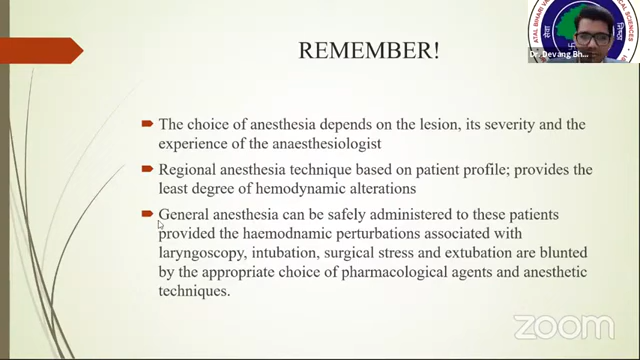 REMEMBER!
Dr. Devang Bh...
The choice of anesthesia depends on the lesion, its severity and the
experience of the anaesthesiologist
Regional anesthesia technique based on patient profile; provides the
least degree of hemodynamic alterations
General anesthesia can be safely administered to these patients
provided the haemodnamic perturbations associated with
laryngoscopy, intubation, surgical stress and extubation are blunted
by the appropriate choice of pharmacological agents and anesthetic
techniques.
zoom